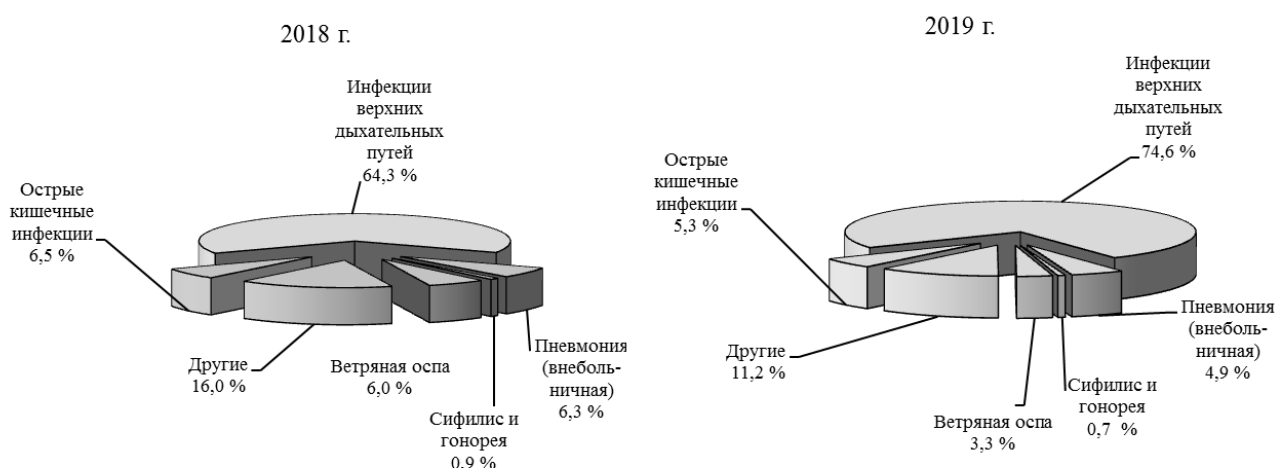 2018 г.
Инфекции
верхних
дыхательных
путей
64,3 %
Острые
кишечные
инфекции
6,5 %
Другие
16,0 %
Ветряная оспа
6,0 %
Сифилис и
гонорея
0,9 %
Пневмония
(внеболь-
ничная)
6,3 %
2019 г.
Инфекции
верхних
дыхательных
путей
74,6 %
Острые
кишечные
инфекции
5,3 %
Другие
11,2 %
Ветряная оспа
3,3 %
Сифилис и
гонорея
0,7 %
Пневмония
(внеболь-
ничная)
4,9 %